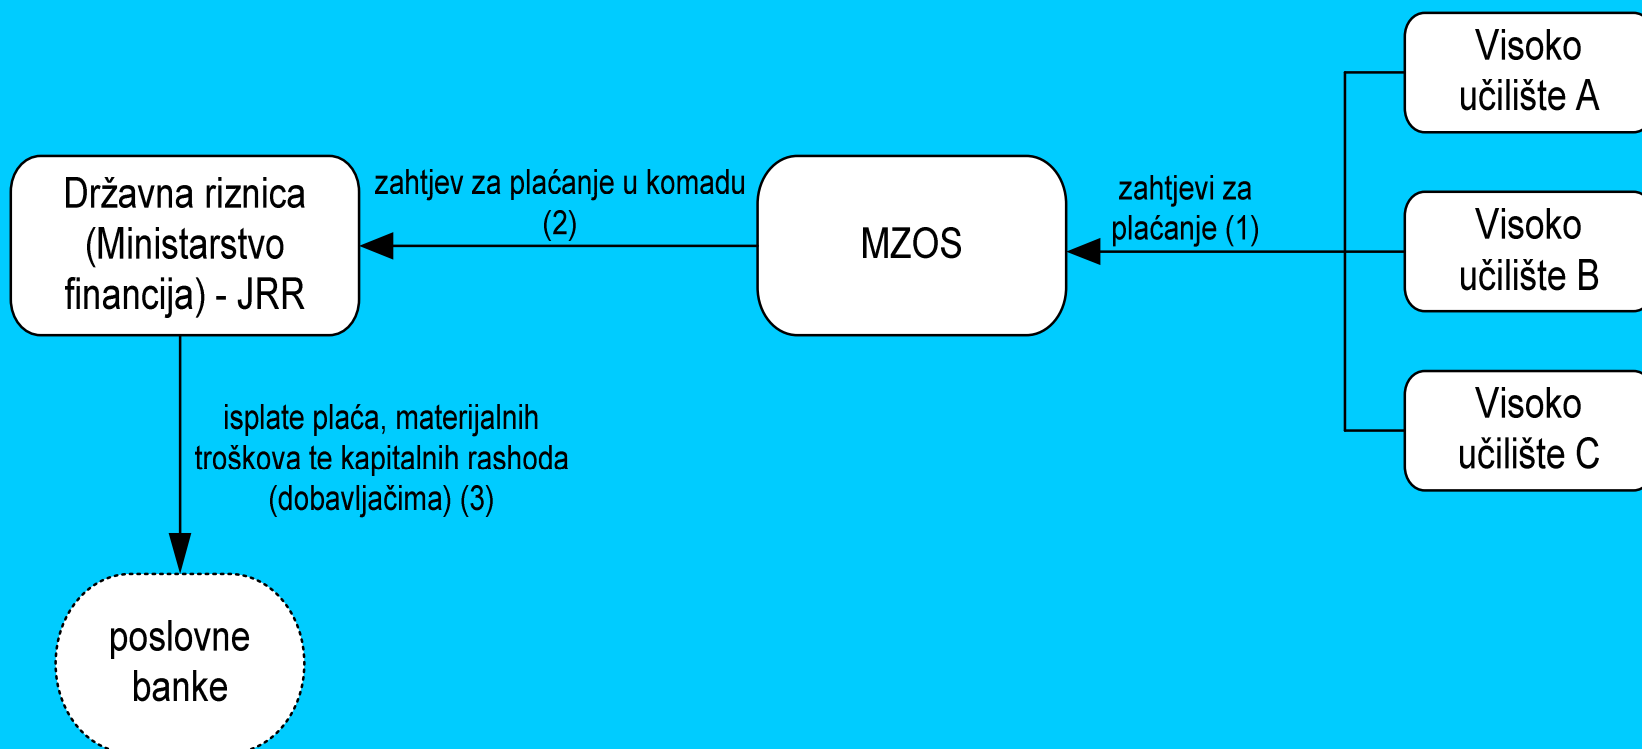 Visoko
učilište A
Državna riznica
(Ministarstvo
financija) - JRR
zahtjev za plaćanje u komadu
(2)
MZOS
zahtjevi za
plaćanje (1)
Visoko
učilište B
Visoko
učilište C
isplate plaća, materijalnih
troškova te kapitalnih rashoda
(dobavljačima) (3)
poslovne
banke